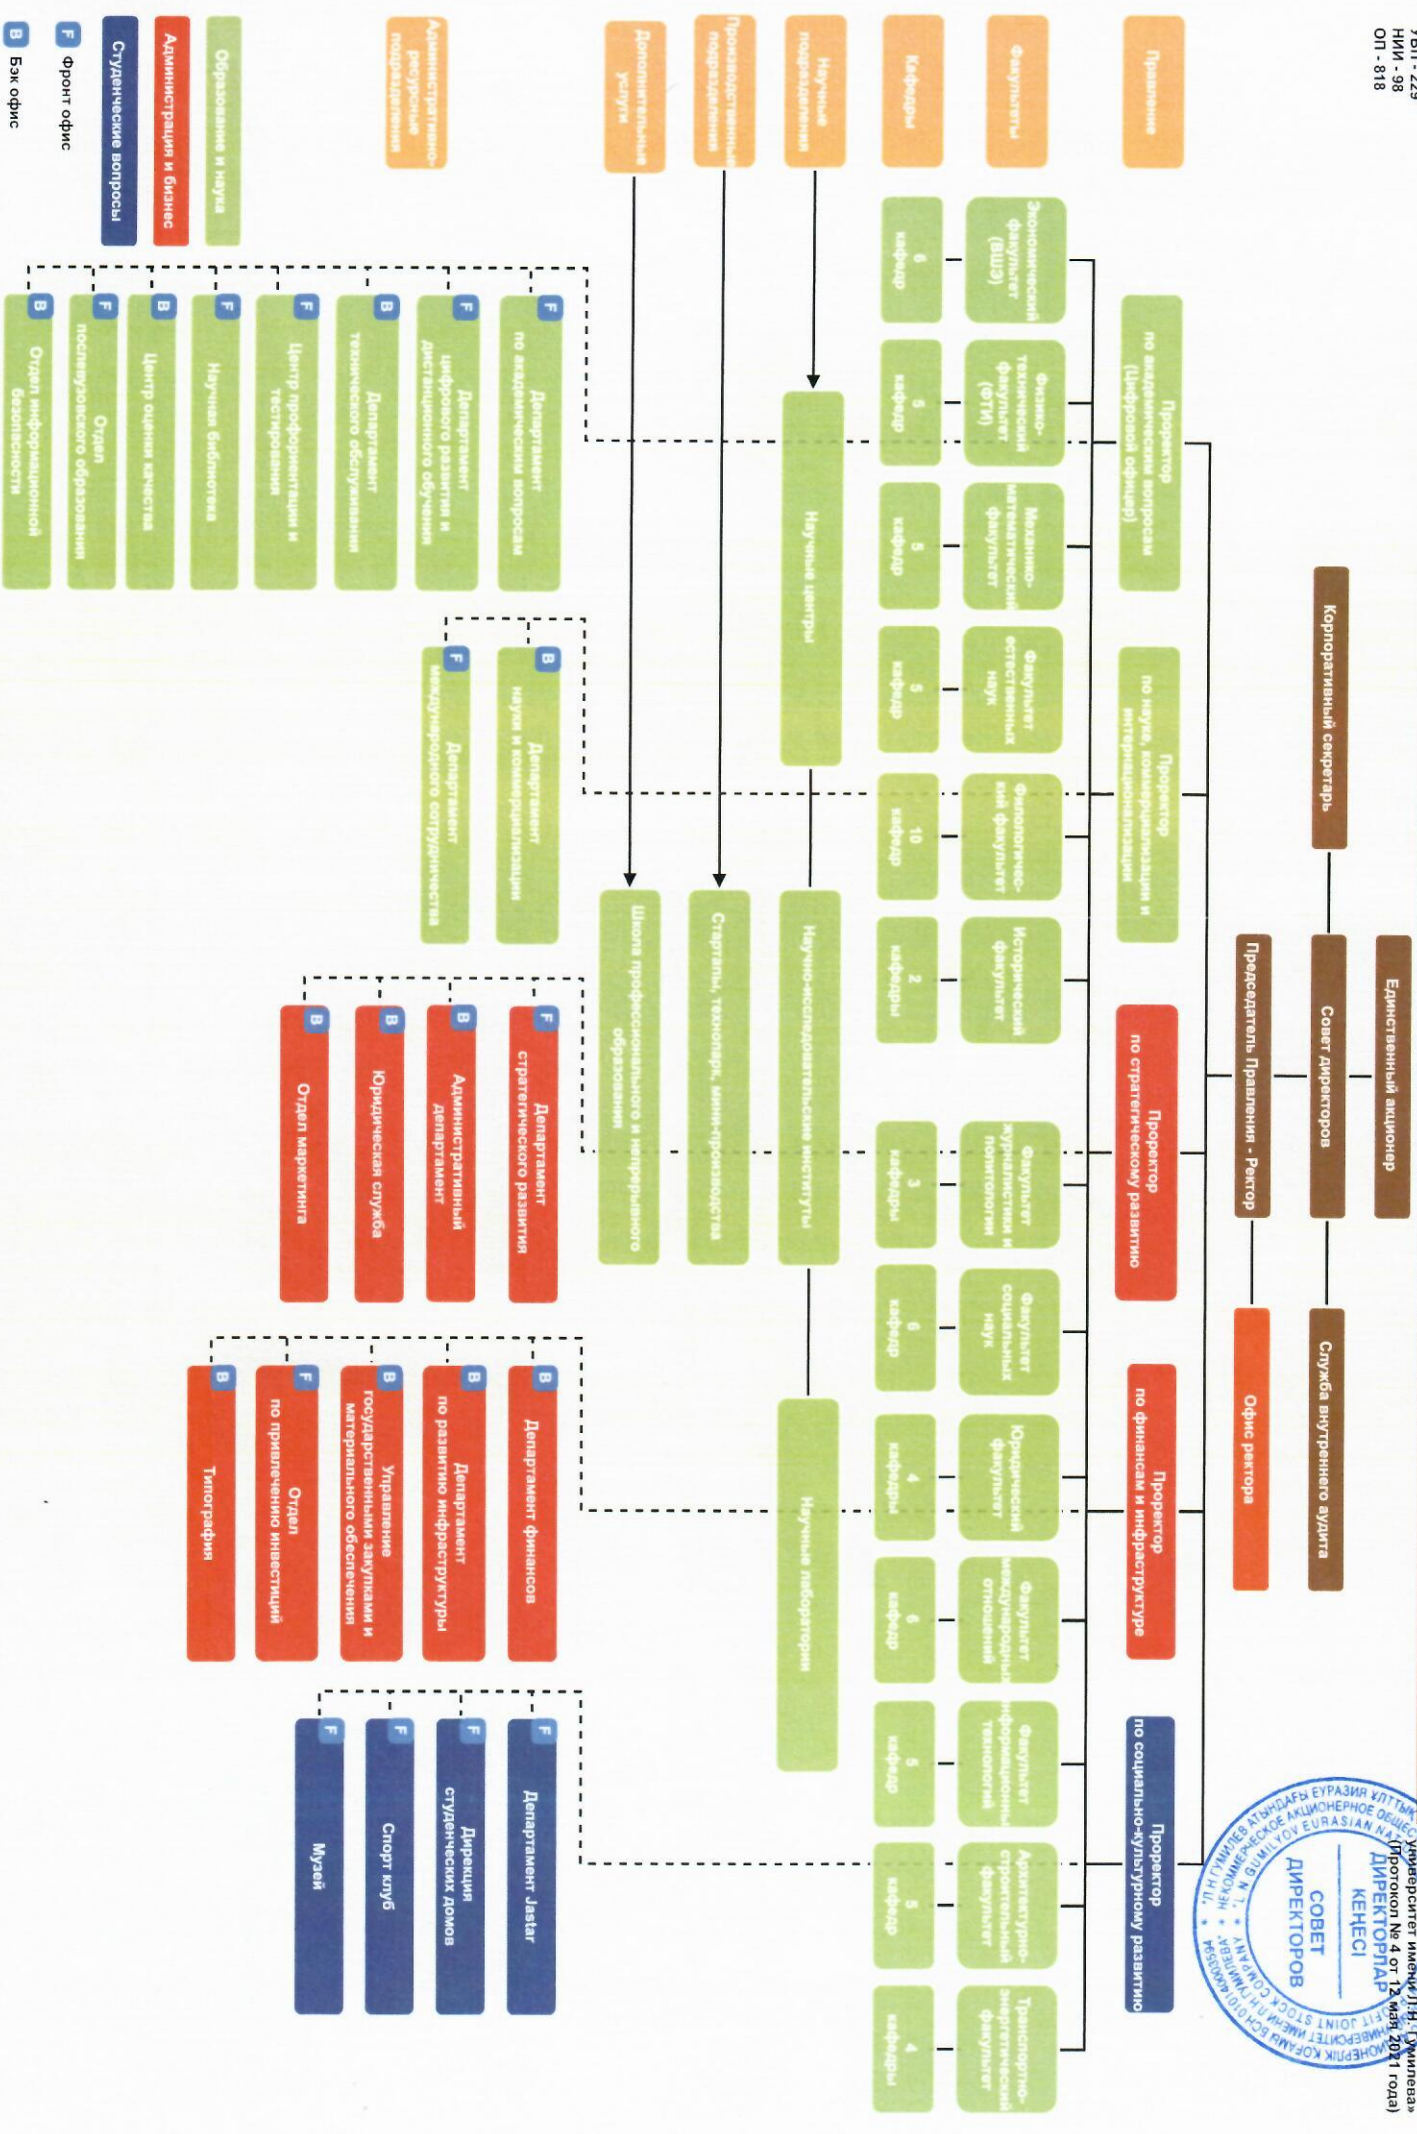 НИИ - 98
ОП - 818
университет имени Л.Н. Гумилева»
(Протокол № 4 от 12 мая 2021 года)
ДИРЕКТОРЛАР
КЕҢЕСІ
СОВЕТ
ДИРЕКТОРОВ
Единственный акционер
Корпоративный секретарь
Совет директоров
Служба внутреннего аудита
Председатель Правления - Ректор
Офис ректора
Правление
Проректор
по академическим вопросам
(Цифровой офицер)
Проректор
по науке, коммерциализации и
интернационализации
Проректор
по стратегическому развитию
Проректор
по финансам и инфраструктуре
Проректор
по социально-культурному развитию
Факультеты
Экономический
факультет
(ВШЭ)
Физико-
технический
факультет
(ФТИ)
Механико-
математический
факультет
Факультет
естественных
наук
Филологичес-
кий факультет
Исторический
факультет
Факультет
журналистики и
политологии
Факультет
социальных
наук
Юридический
факультет
Факультет
международных
отношений
Факультет
информационных
технологий
Архитектурно-
строительный
факультет
Транспортно-
энергетический
факультет
Кафедры
6
кафедр
5
кафедр
5
кафедр
5
кафедр
10
кафедр
2
кафедры
3
кафедры
6
кафедр
4
кафедры
6
кафедр
5
кафедр
5
кафедр
4
кафедры
Научные
подразделения
Научные центры
Научно-исследовательские институты
Научные лаборатории
Производственные
подразделения
Стартапы, технопарк, мини-производства
Дополнительные
услуги
Школа профессионального и непрерывного
образования
Административно-
ресурсные
подразделения
F
Департамент
по академическим вопросам
F
Департамент
цифрового развития и
дистанционного обучения
B
Департамент
технического обслуживания
F
Центр профориентации и
тестирования
F
Научная библиотека
B
Центр оценки качества
F
Отдел
послевузовского образования
B
Отдел информационной
безопасности
B
Департамент
науки и коммерциализации
F
Департамент
международного сотрудничества
F
Департамент
стратегического развития
B
Административный
департамент
B
Юридическая служба
B
Отдел маркетинга
B
Департамент финансов
B
Департамент
по развитию инфраструктуры
B
Управление
государственными закупками и
материального обеспечения
F
Отдел
по привлечению инвестиций
B
Типография
F
Департамент Jastar
F
Дирекция
студенческих домов
F
Спорт клуб
F
Музей
Образование и наука
Администрация и бизнес
Студенческие вопросы
F Фронт офис
B Бэк офис